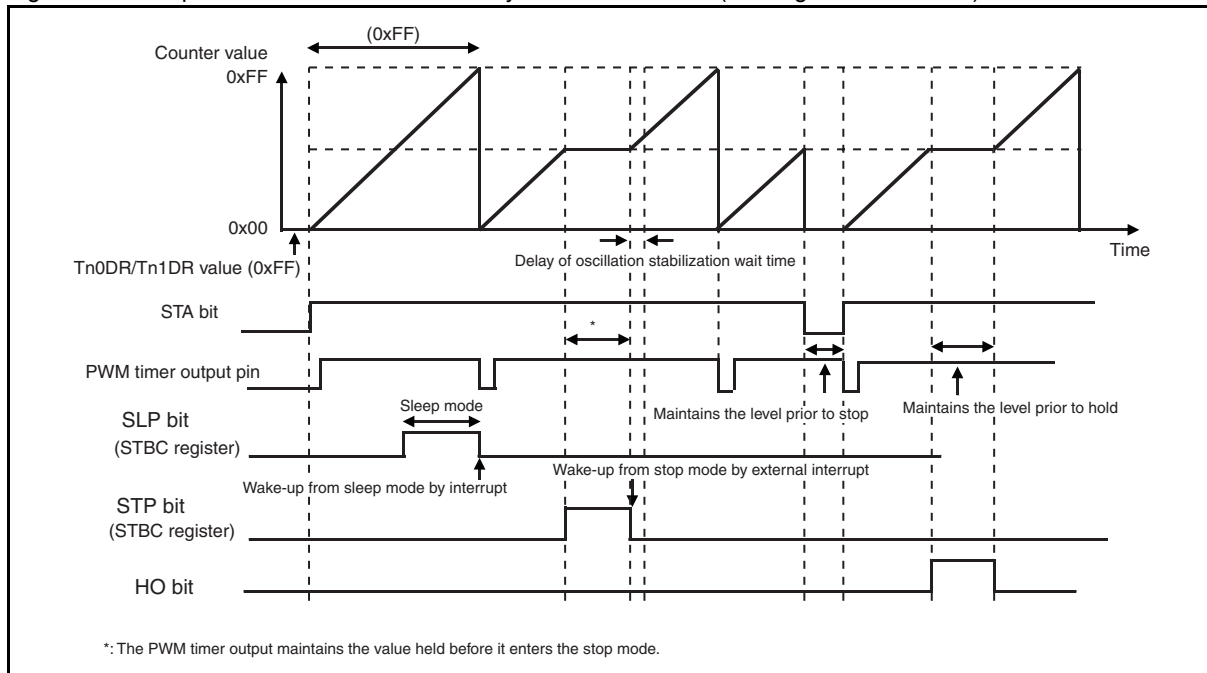 (0xFF)
Counter value
0xFF
0x00
Time
Delay of oscillation stabilization wait time
Tn0DR/Tn1DR value (0xFF)
STA bit
*
PWM timer output pin
Maintains the level prior to stop
Maintains the level prior to hold
Sleep mode
SLP bit
(STBC register)
Wake-up from stop mode by external interrupt
Wake-up from sleep mode by interrupt
STP bit
(STBC register)
HO bit
*: The PWM timer output maintains the value held before it enters the stop mode.